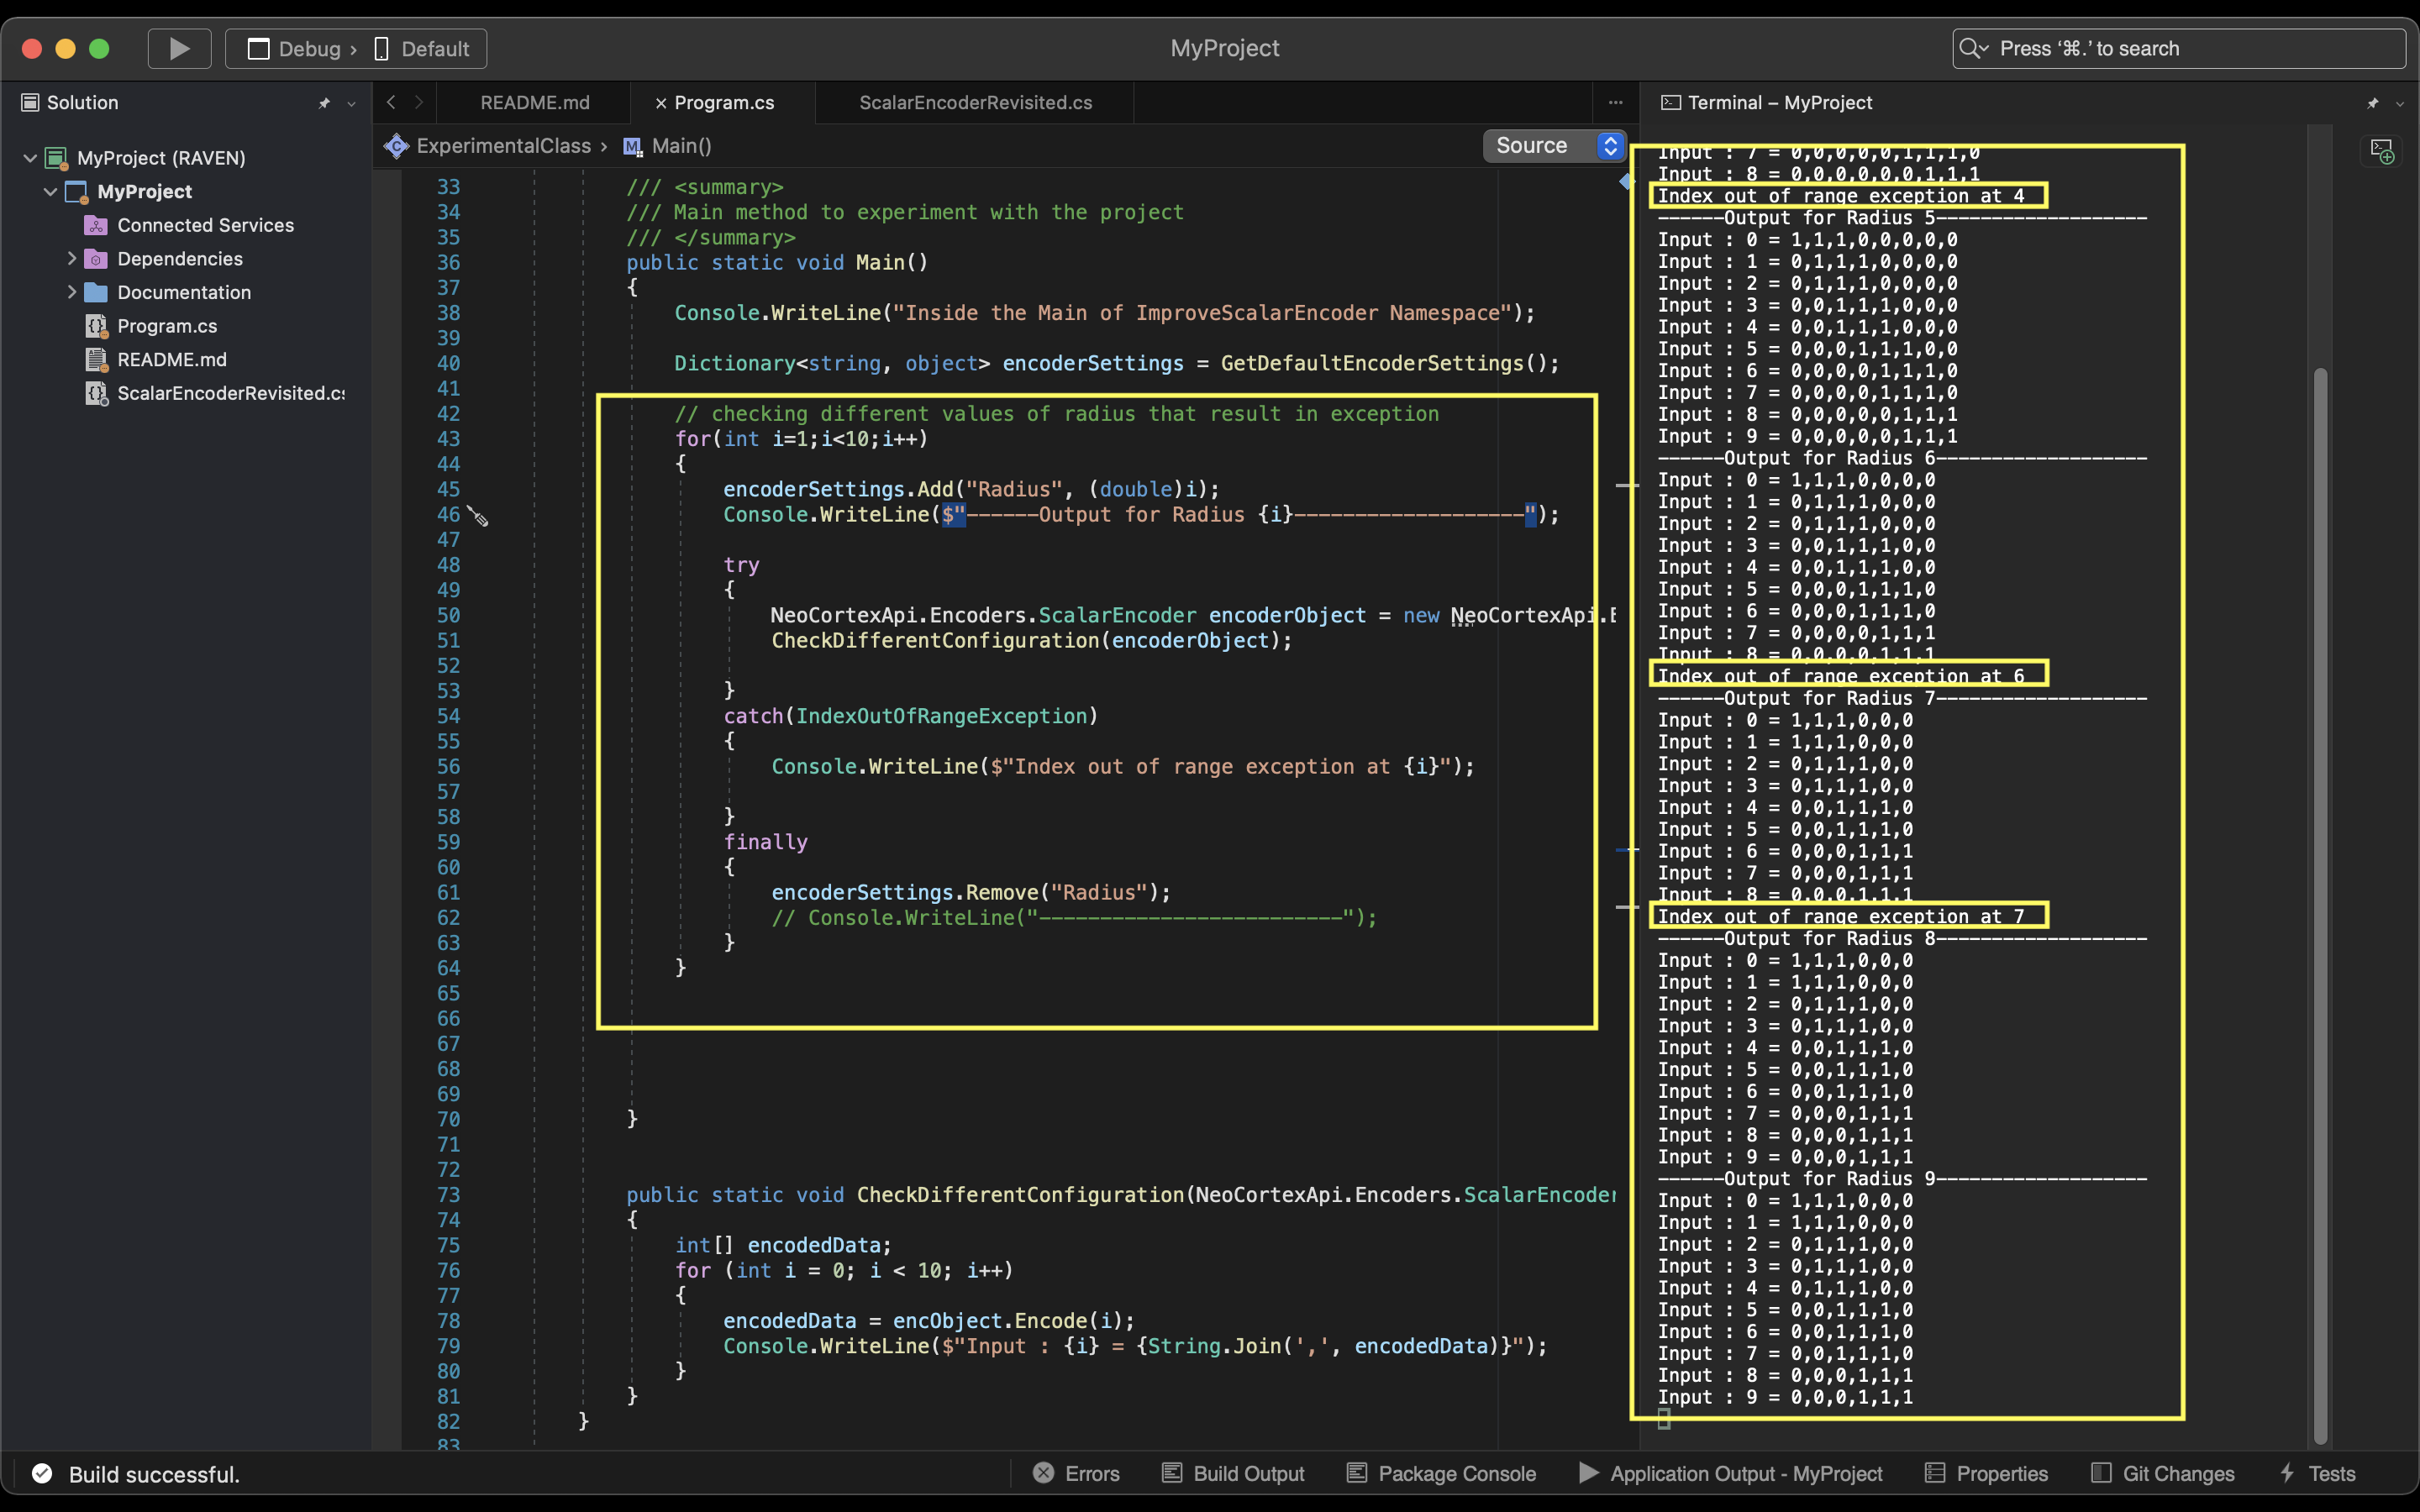 Debug › Default
MyProject
Press ‘⌘.’ to search
Solution
MyProject (RAVEN)
MyProject
Connected Services
Dependencies
Documentation
Program.cs
README.md
ScalarEncoderRevisited.cs
README.md
× Program.cs
ScalarEncoderRevisited.cs
ExperimentalClass › Main()
Source
33 /// <summary>
34 /// Main method to experiment with the project
35 /// </summary>
36 public static void Main()
37 {
38 Console.WriteLine("Inside the Main of ImproveScalarEncoder Namespace");
39
40 Dictionary<string, object> encoderSettings = GetDefaultEncoderSettings();
41
42 // checking different values of radius that result in exception
43 for(int i=1;i<10;i++)
44 {
45 encoderSettings.Add("Radius", (double)i);
46 Console.WriteLine($"------Output for Radius {i}-------------------");
47
48 try
49 {
50 NeoCortexApi.Encoders.ScalarEncoder encoderObject = new NeoCortexApi.E
51 CheckDifferentConfiguration(encoderObject);
52
53 }
54 catch(IndexOutOfRangeException)
55 {
56 Console.WriteLine($"Index out of range exception at {i}");
57
58 }
59 finally
60 {
61 encoderSettings.Remove("Radius");
62 // Console.WriteLine("-------------------------");
63 }
64 }
65
66
67
68
69
70 }
71
72
73 public static void CheckDifferentConfiguration(NeoCortexApi.Encoders.ScalarEncoder
74 {
75 int[] encodedData;
76 for (int i = 0; i < 10; i++)
77 {
78 encodedData = encObject.Encode(i);
79 Console.WriteLine($"Input : {i} = {String.Join(',', encodedData)}");
80 }
81 }
82 }
83
Terminal – MyProject
Input : 7 = 0,0,0,0,0,1,1,1,0
Input : 8 = 0,0,0,0,0,0,1,1,1
Index out of range exception at 4
------Output for Radius 5-------------------
Input : 0 = 1,1,1,0,0,0,0,0
Input : 1 = 0,1,1,1,0,0,0,0
Input : 2 = 0,1,1,1,0,0,0,0
Input : 3 = 0,0,1,1,1,0,0,0
Input : 4 = 0,0,1,1,1,0,0,0
Input : 5 = 0,0,0,1,1,1,0,0
Input : 6 = 0,0,0,0,1,1,1,0
Input : 7 = 0,0,0,0,1,1,1,0
Input : 8 = 0,0,0,0,0,1,1,1
Input : 9 = 0,0,0,0,0,1,1,1
------Output for Radius 6-------------------
Input : 0 = 1,1,1,0,0,0,0
Input : 1 = 0,1,1,1,0,0,0
Input : 2 = 0,1,1,1,0,0,0
Input : 3 = 0,0,1,1,1,0,0
Input : 4 = 0,0,1,1,1,0,0
Input : 5 = 0,0,0,1,1,1,0
Input : 6 = 0,0,0,1,1,1,0
Input : 7 = 0,0,0,0,1,1,1
Input : 8 = 0,0,0,0,1,1,1
Index out of range exception at 6
------Output for Radius 7-------------------
Input : 0 = 1,1,1,0,0,0
Input : 1 = 1,1,1,0,0,0
Input : 2 = 0,1,1,1,0,0
Input : 3 = 0,1,1,1,0,0
Input : 4 = 0,0,1,1,1,0
Input : 5 = 0,0,1,1,1,0
Input : 6 = 0,0,0,1,1,1
Input : 7 = 0,0,0,1,1,1
Input : 8 = 0,0,0,1,1,1
Index out of range exception at 7
------Output for Radius 8-------------------
Input : 0 = 1,1,1,0,0,0
Input : 1 = 1,1,1,0,0,0
Input : 2 = 0,1,1,1,0,0
Input : 3 = 0,1,1,1,0,0
Input : 4 = 0,0,1,1,1,0
Input : 5 = 0,0,1,1,1,0
Input : 6 = 0,0,1,1,1,0
Input : 7 = 0,0,0,1,1,1
Input : 8 = 0,0,0,1,1,1
Input : 9 = 0,0,0,1,1,1
------Output for Radius 9-------------------
Input : 0 = 1,1,1,0,0,0
Input : 1 = 1,1,1,0,0,0
Input : 2 = 0,1,1,1,0,0
Input : 3 = 0,1,1,1,0,0
Input : 4 = 0,1,1,1,0,0
Input : 5 = 0,0,1,1,1,0
Input : 6 = 0,0,1,1,1,0
Input : 7 = 0,0,1,1,1,0
Input : 8 = 0,0,0,1,1,1
Input : 9 = 0,0,0,1,1,1
Build successful.
Errors
Build Output
Package Console
Application Output - MyProject
Properties
Git Changes
Tests